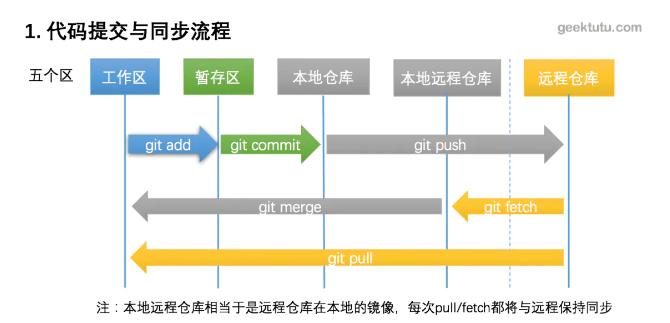 geektutu.com
1. 代码提交与同步流程
五个区 工作区 暂存区 本地仓库 本地远程仓库 远程仓库
git add git commit git push
git merge git fetch
git pull
注：本地远程仓库相当于是远程仓库在本地的镜像，每次pull/fetch都将与远程保持同步